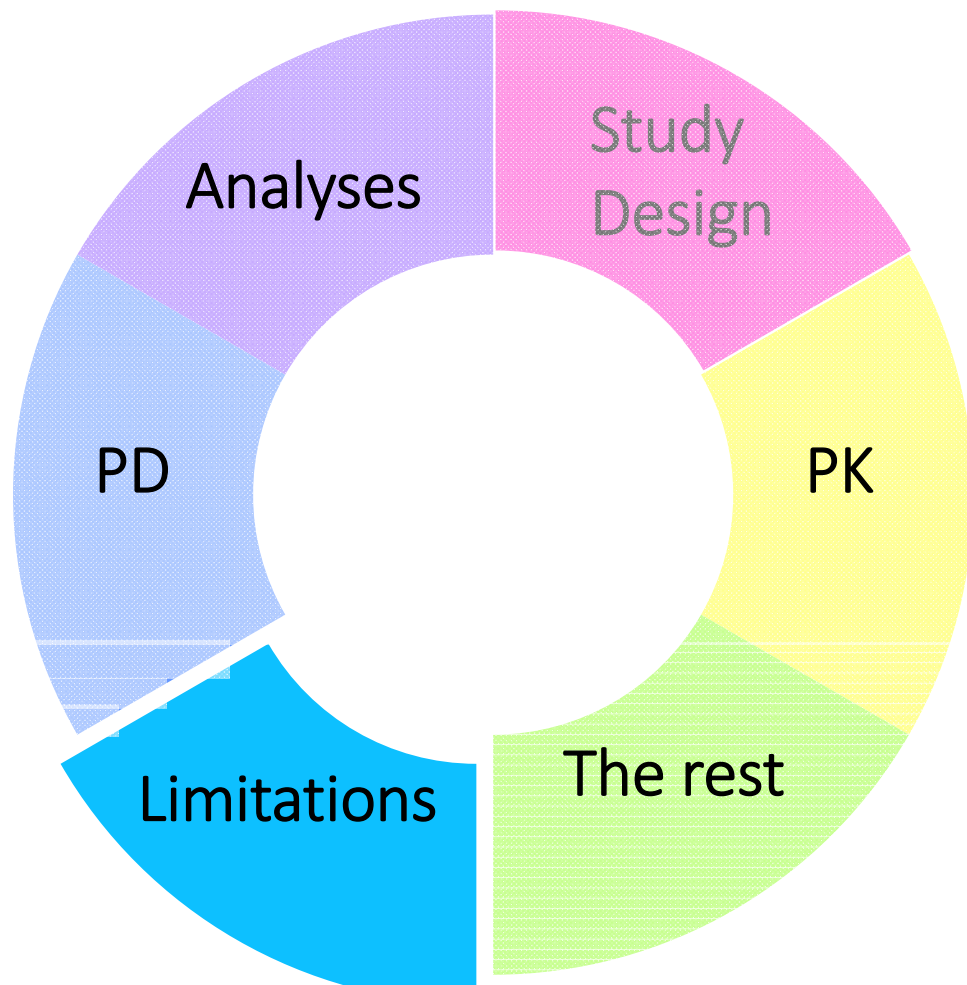 Analyses
Study
Design
PD
PK
Limitations
The rest